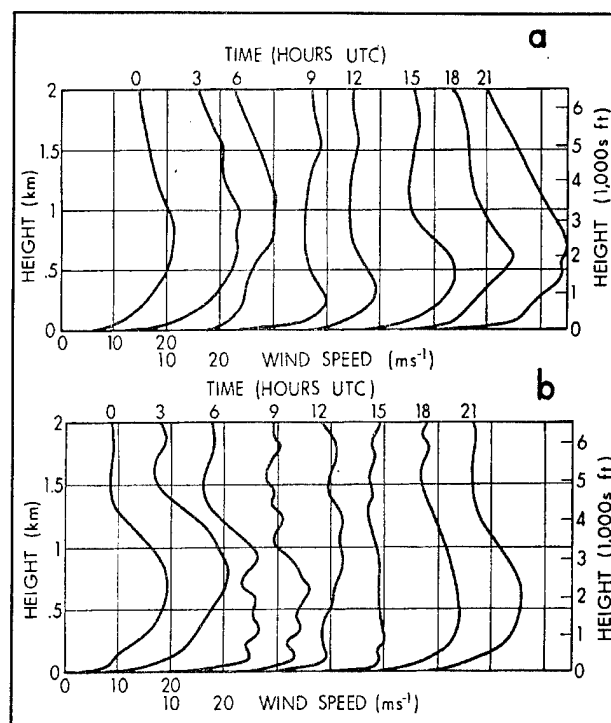 a
TIME (HOURS UTC)
0 3 6 9 12 15 18 21
2
1.5
1
.5
0
HEIGHT (km)
6
5
4
3
2
1
0
HEIGHT (1,000s ft)
0 10 20
10 20 WIND SPEED (ms⁻¹)
b
TIME (HOURS UTC)
0 3 6 9 12 15 18 21
2
1.5
1
.5
0
HEIGHT (km)
6
5
4
3
2
1
0
HEIGHT (1,000s ft)
0 10 20
10 20 WIND SPEED (ms⁻¹)